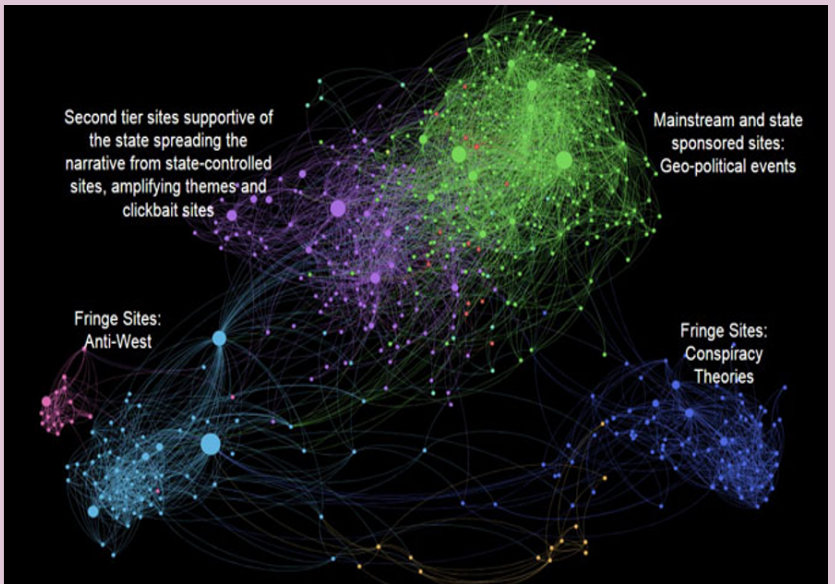 Second tier sites supportive of
the state spreading the
narrative from state-controlled
sites, amplifying themes and
clickbait sites
Mainstream and state
sponsored sites:
Geo-political events
Fringe Sites:
Anti-West
Fringe Sites:
Conspiracy
Theories